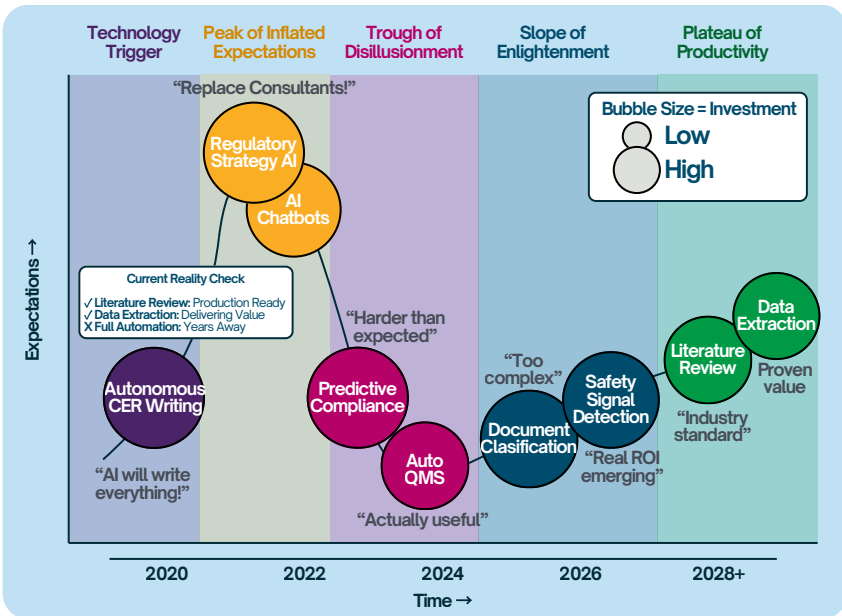 Technology
Trigger
Peak of Inflated
Expectations
Trough of
Disillusionment
Slope of
Enlightenment
Plateau of
Productivity
“Replace Consultants!”
Bubble Size = Investment
Low
High
Regulatory
Strategy AI
AI
Chatbots
Expectations →
Current Reality Check
✓ Literature Review: Production Ready
✓ Data Extraction: Delivering Value
X Full Automation: Years Away
“Harder than
expected”
Data
Extraction
Literature
Review
“Too
complex”
Proven
value
Autonomous
CER Writing
Predictive
Compliance
Safety
Signal
Detection
“Industry
standard”
Document
Clasification
“AI will write
everything!”
Auto
QMS
“Real ROI
emerging”
“Actually useful”
2020
2022
2024
2026
2028+
Time →